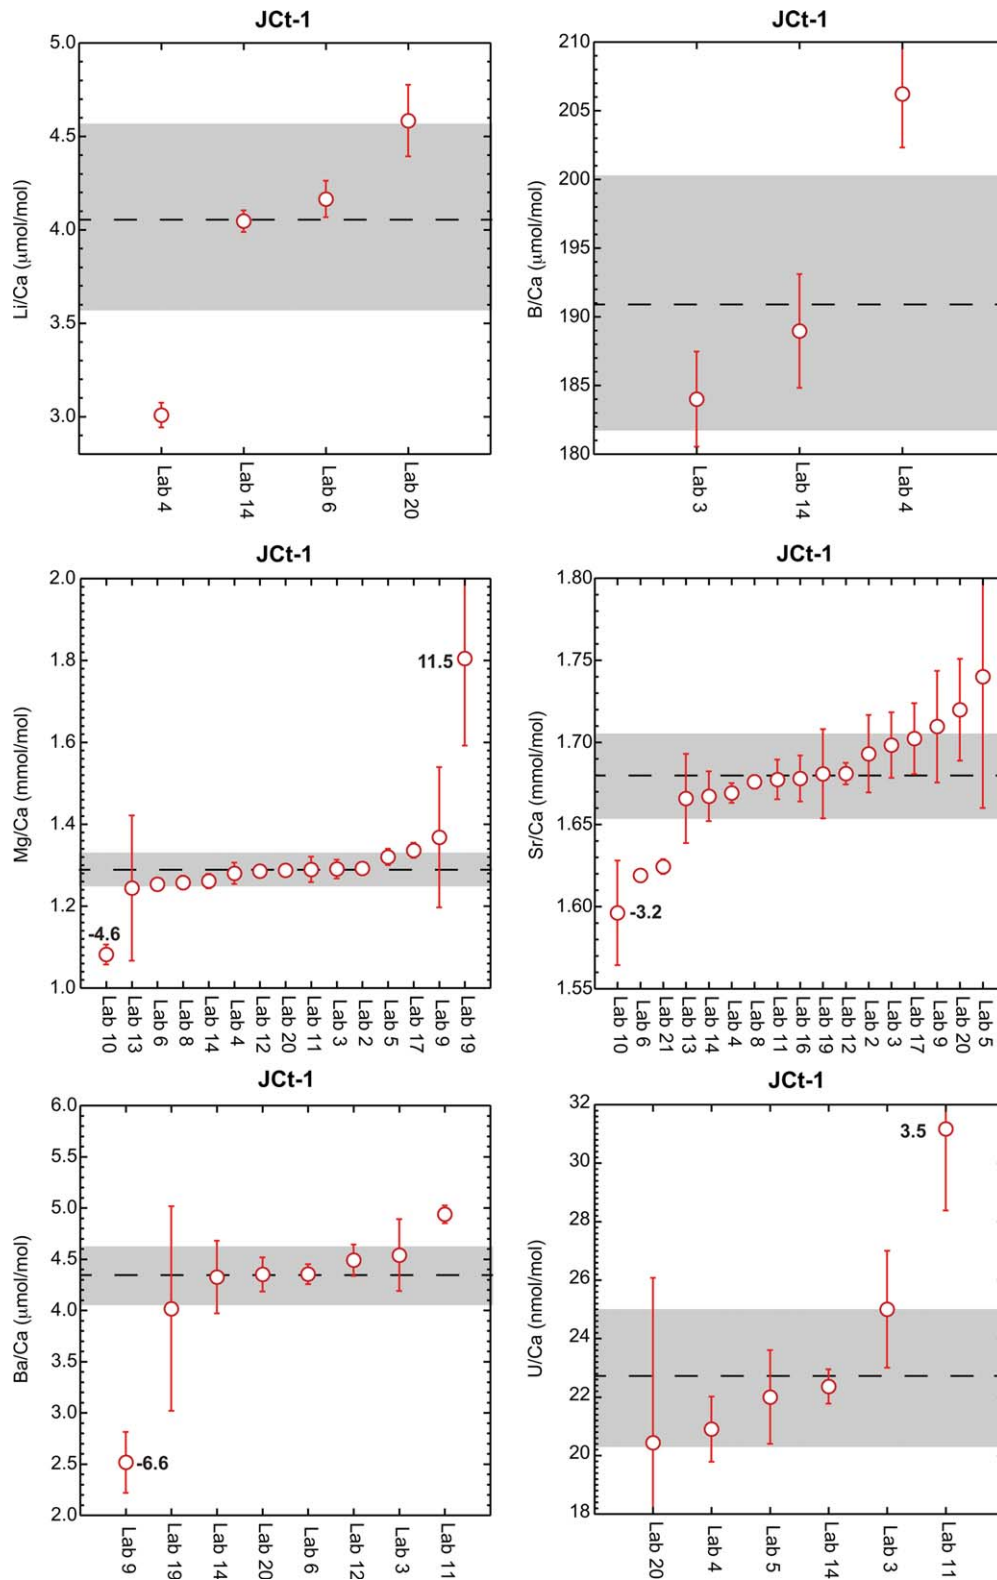 JCt-1
5.0
4.5
4.0
3.5
3.0
Li/Ca (μmol/mol)
Lab 4
Lab 14
Lab 6
Lab 20
JCt-1
210
205
200
195
190
185
180
B/Ca (μmol/mol)
Lab 3
Lab 14
Lab 4
JCt-1
2.0
1.8
1.6
1.4
1.2
1.0
Mg/Ca (mmol/mol)
-4.6
11.5
Lab 10
Lab 13
Lab 6
Lab 8
Lab 14
Lab 4
Lab 12
Lab 20
Lab 11
Lab 3
Lab 2
Lab 5
Lab 17
Lab 9
Lab 19
JCt-1
1.80
1.75
1.70
1.65
1.60
1.55
Sr/Ca (mmol/mol)
-3.2
Lab 10
Lab 6
Lab 21
Lab 13
Lab 14
Lab 4
Lab 8
Lab 11
Lab 16
Lab 19
Lab 12
Lab 2
Lab 3
Lab 17
Lab 9
Lab 20
Lab 5
JCt-1
6.0
5.5
5.0
4.5
4.0
3.5
3.0
2.5
2.0
Ba/Ca (μmol/mol)
-6.6
Lab 9
Lab 19
Lab 14
Lab 20
Lab 6
Lab 12
Lab 3
Lab 11
JCt-1
32
30
28
26
24
22
20
18
U/Ca (nmol/mol)
3.5
Lab 20
Lab 4
Lab 5
Lab 14
Lab 3
Lab 11